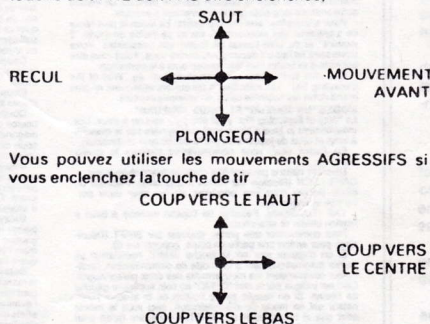 SAUT
RECUL
MOUVEMENT
AVANT
PLONGEON
Vous pouvez utiliser les mouvements AGRESSIFS si
vous enclenchez la touche de tir
COUP VERS LE HAUT
COUP VERS
LE CENTRE
COUP VERS LE BAS